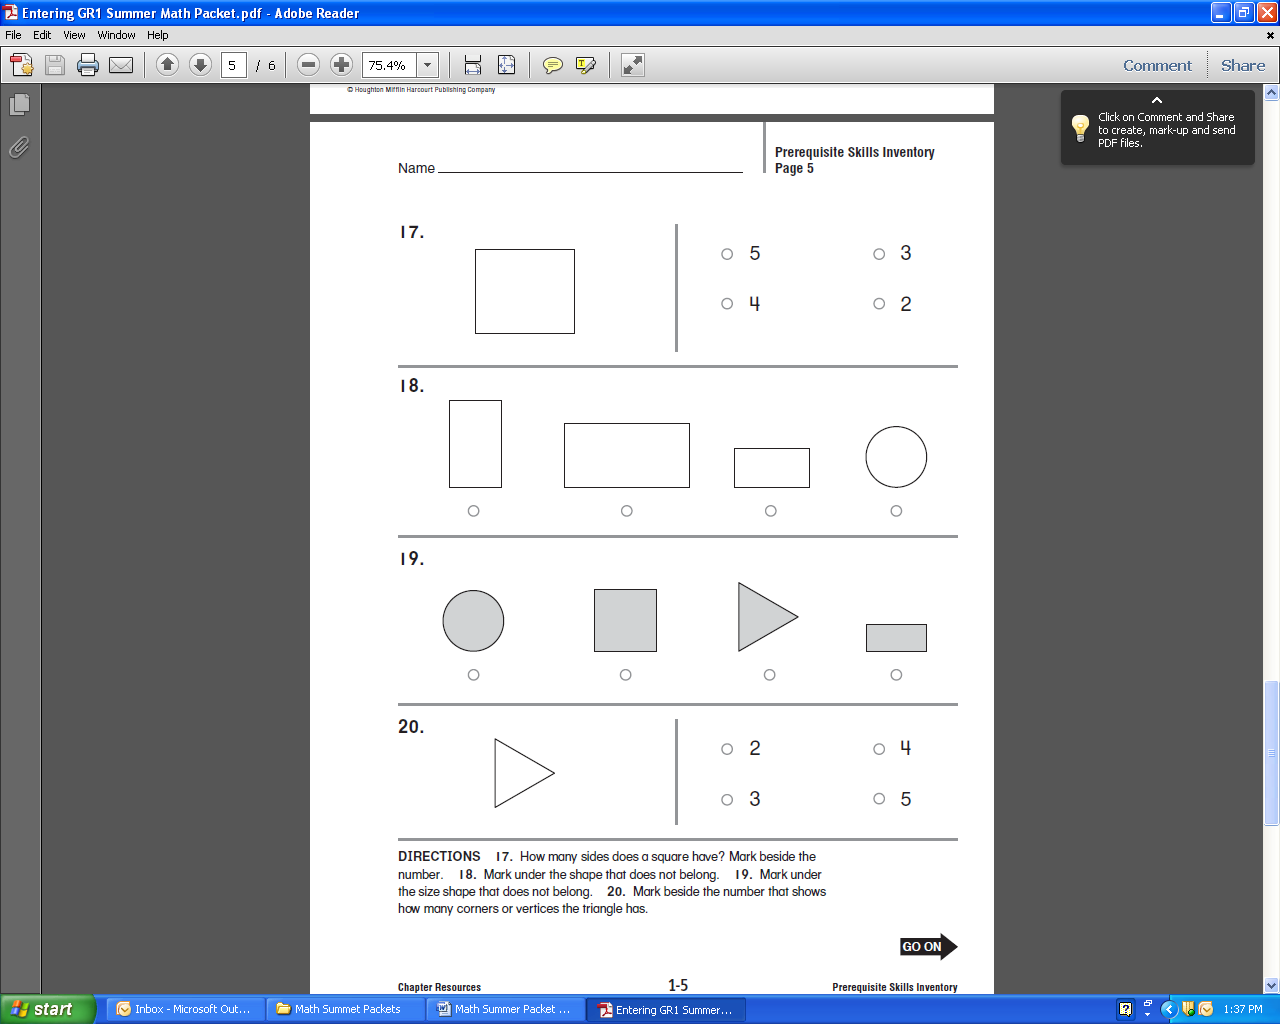 Entering GR1 Summer Math Packet.pdf - Adobe Reader
File Edit View Window Help
5 / 6 75.4% Comment Share
© Houghton Mifflin Harcourt Publishing Company
Click on Comment and Share
to create, mark-up and send
PDF files.
Prerequisite Skills Inventory
Page 5
Name
17.
5 3
4 2
18.
19.
20.
2 4
3 5
DIRECTIONS 17. How many sides does a square have? Mark beside the
number. 18. Mark under the shape that does not belong. 19. Mark under
the size shape that does not belong. 20. Mark beside the number that shows
how many corners or vertices the triangle has.
GO ON
Chapter Resources 1-5 Prerequisite Skills Inventory
start Inbox - Microsoft Out... Math Summet Packets Math Summer Packet ... Entering GR1 Summer... 1:37 PM